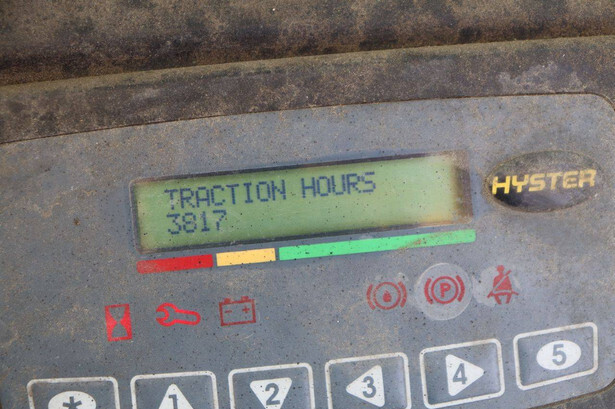 TRACTION HOURS
3817
HYSTER
P
* 1 2 3 4 5